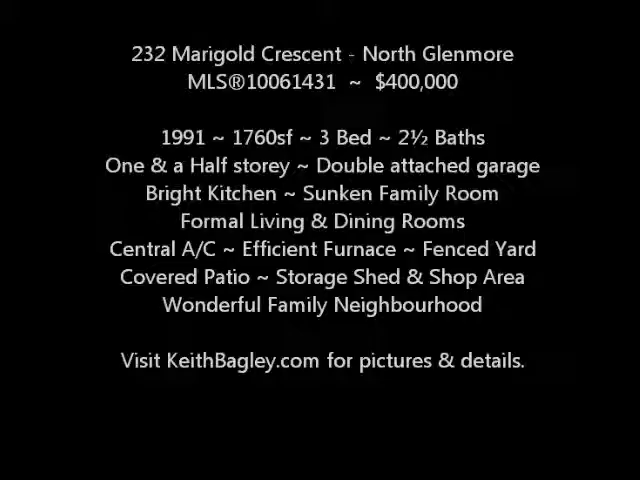 232 Marigold Crescent - North Glenmore
MLS®10061431 ~ $400,000
1991 ~ 1760sf ~ 3 Bed ~ 2½ Baths
One & a Half storey ~ Double attached garage
Bright Kitchen ~ Sunken Family Room
Formal Living & Dining Rooms
Central A/C ~ Efficient Furnace ~ Fenced Yard
Covered Patio ~ Storage Shed & Shop Area
Wonderful Family Neighbourhood
Visit KeithBagley.com for pictures & details.